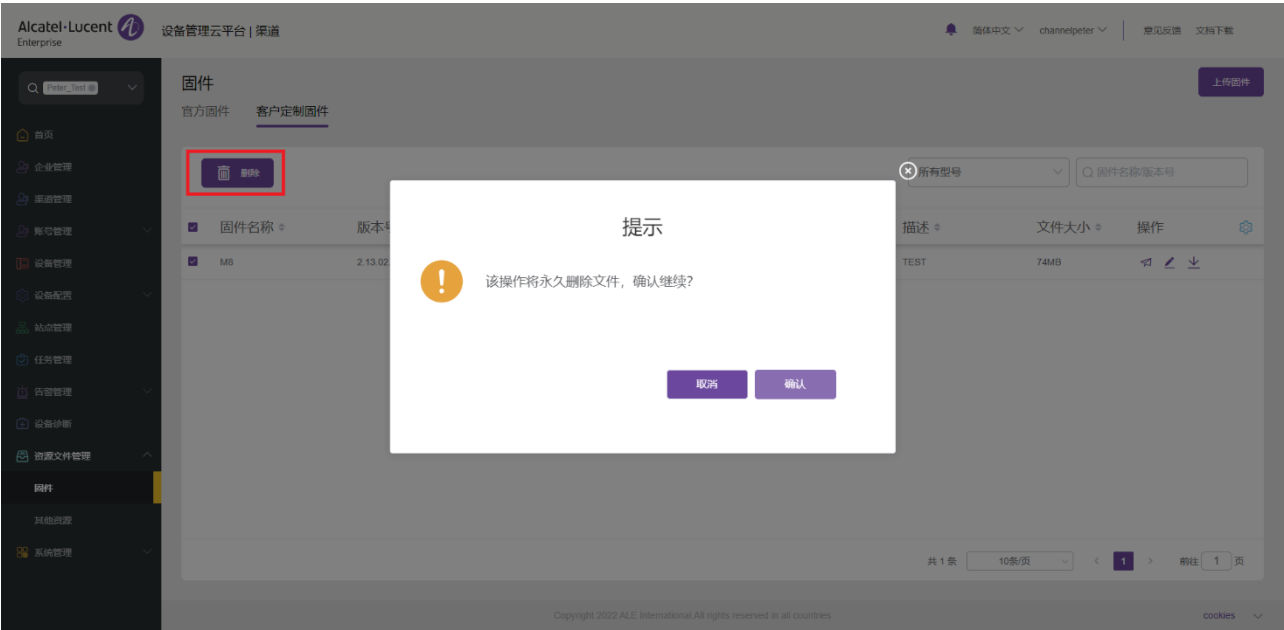 Alcatel·Lucent
Enterprise
设备管理云平台 | 渠道
简体中文
channelpeter
意见反馈
文档下载
Peter_Test
首页
企业管理
渠道管理
账号管理
设备管理
设备配置
站点管理
任务管理
告警管理
设备诊断
资源文件管理
固件
其他资源
系统管理
固件
上传固件
官方固件
客户定制固件
删除
所有型号
固件名称/版本号
固件名称
版本号
描述
文件大小
操作
M8
2.13.02
TEST
74MB
提示
该操作将永久删除文件，确认继续?
取消
确认
共 1 条
10条/页
1
前往 1 页
Copyright 2022 ALE International.All rights reserved in all countries
cookies